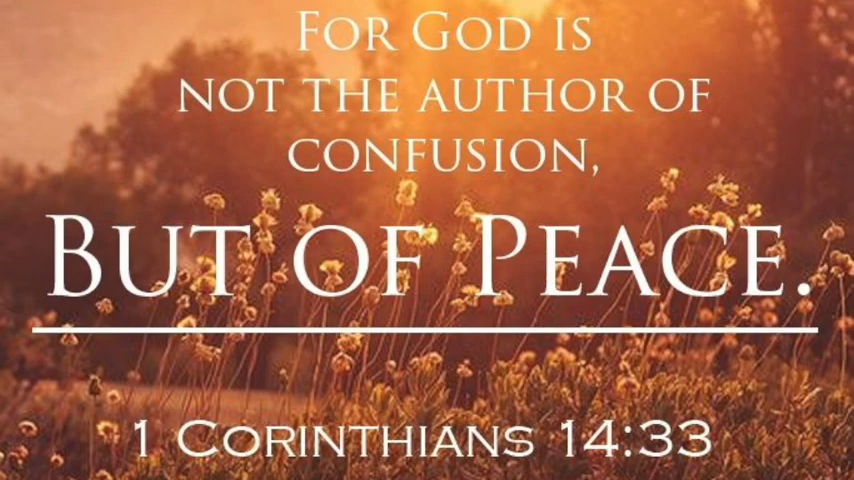 For God is
not the author of
confusion,
But of Peace.
1 Corinthians 14:33